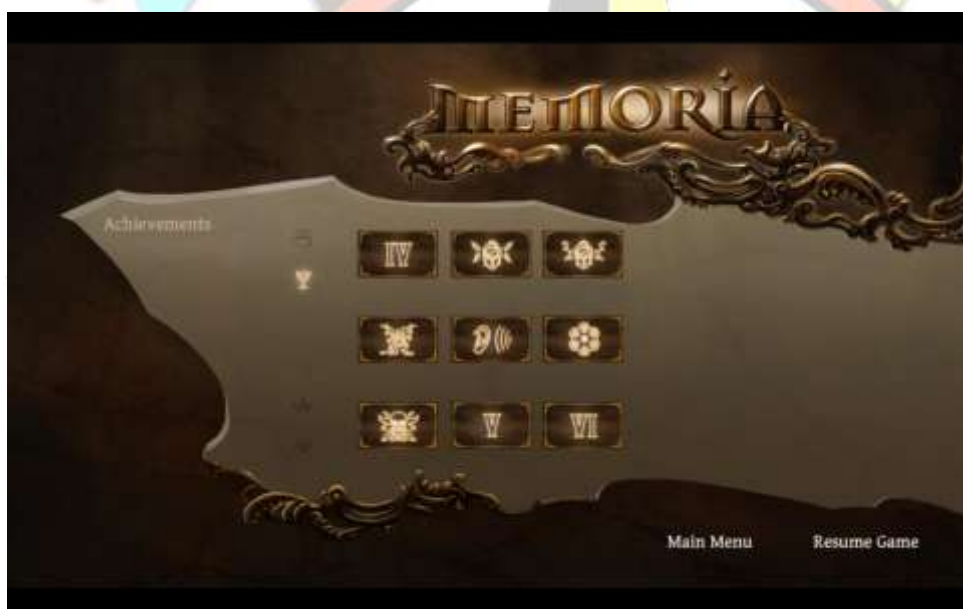 MEMORIA
Achievements
IV
V
VI
Main Menu
Resume Game